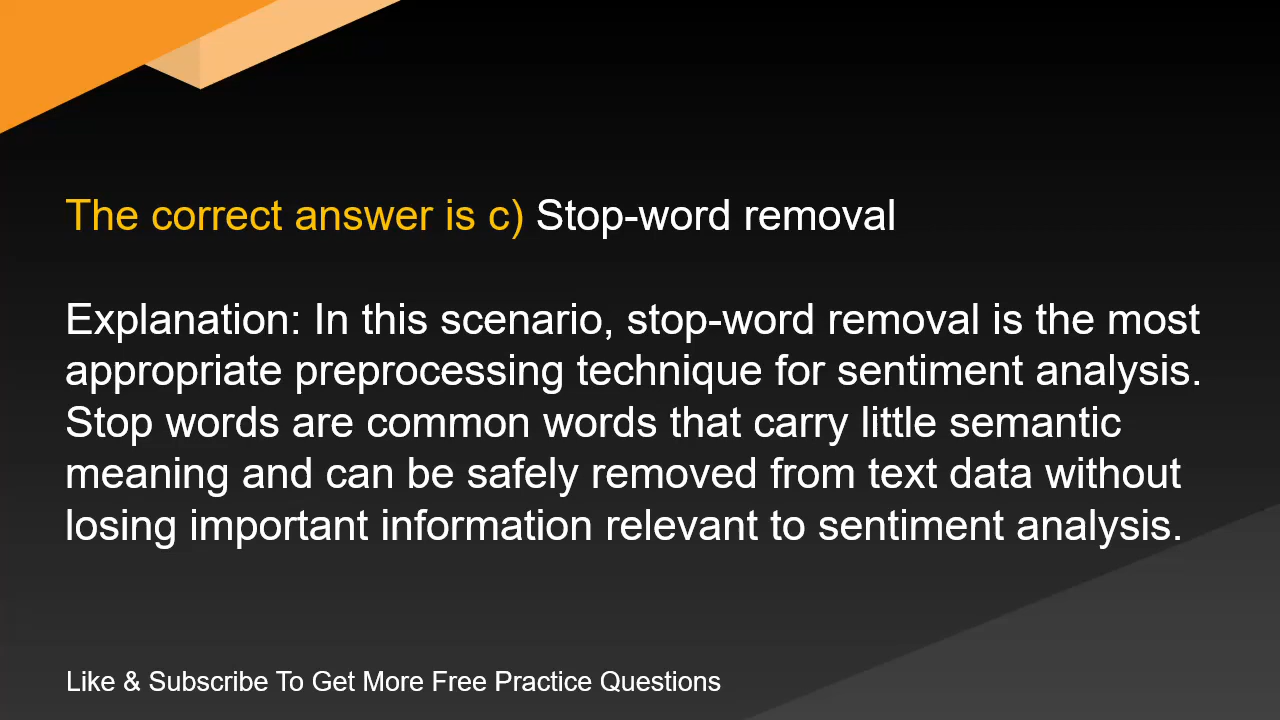 The correct answer is c) Stop-word removal
Explanation: In this scenario, stop-word removal is the most
appropriate preprocessing technique for sentiment analysis.
Stop words are common words that carry little semantic
meaning and can be safely removed from text data without
losing important information relevant to sentiment analysis.
Like & Subscribe To Get More Free Practice Questions